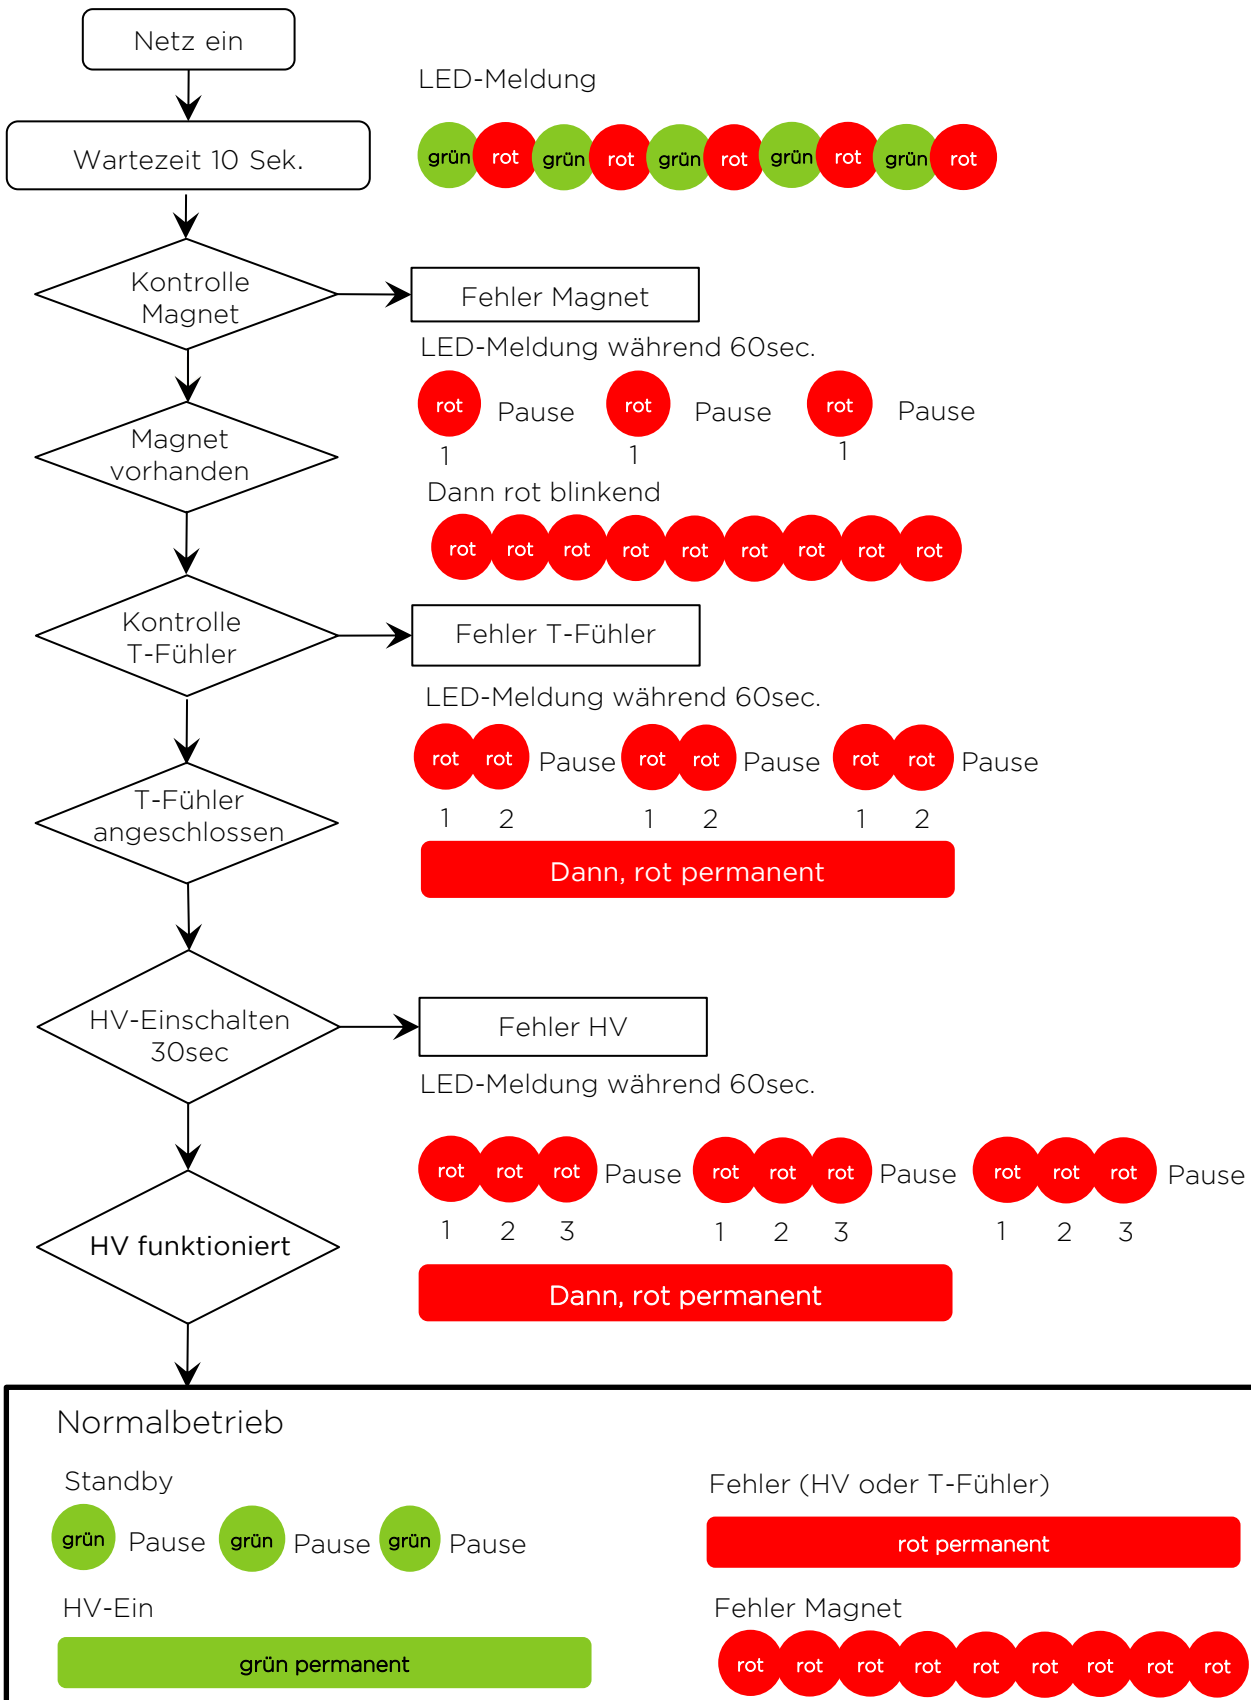 Netz ein
LED-Meldung
Wartezeit 10 Sek.
grün rot grün rot grün rot grün rot grün rot
Kontrolle
Magnet
Fehler Magnet
LED-Meldung während 60sec.
rot Pause rot Pause rot Pause
1 1 1
Magnet
vorhanden
Dann rot blinkend
rot rot rot rot rot rot rot rot rot
Kontrolle
T-Fühler
Fehler T-Fühler
LED-Meldung während 60sec.
rot rot Pause rot rot Pause rot rot Pause
1 2 1 2 1 2
T-Fühler
angeschlossen
Dann, rot permanent
HV-Einschalten
30sec
Fehler HV
LED-Meldung während 60sec.
rot rot rot Pause rot rot rot Pause rot rot rot Pause
1 2 3 1 2 3 1 2 3
HV funktioniert
Dann, rot permanent
Normalbetrieb
Standby
grün Pause grün Pause grün Pause
HV-Ein
grün permanent
Fehler (HV oder T-Fühler)
rot permanent
Fehler Magnet
rot rot rot rot rot rot rot rot rot